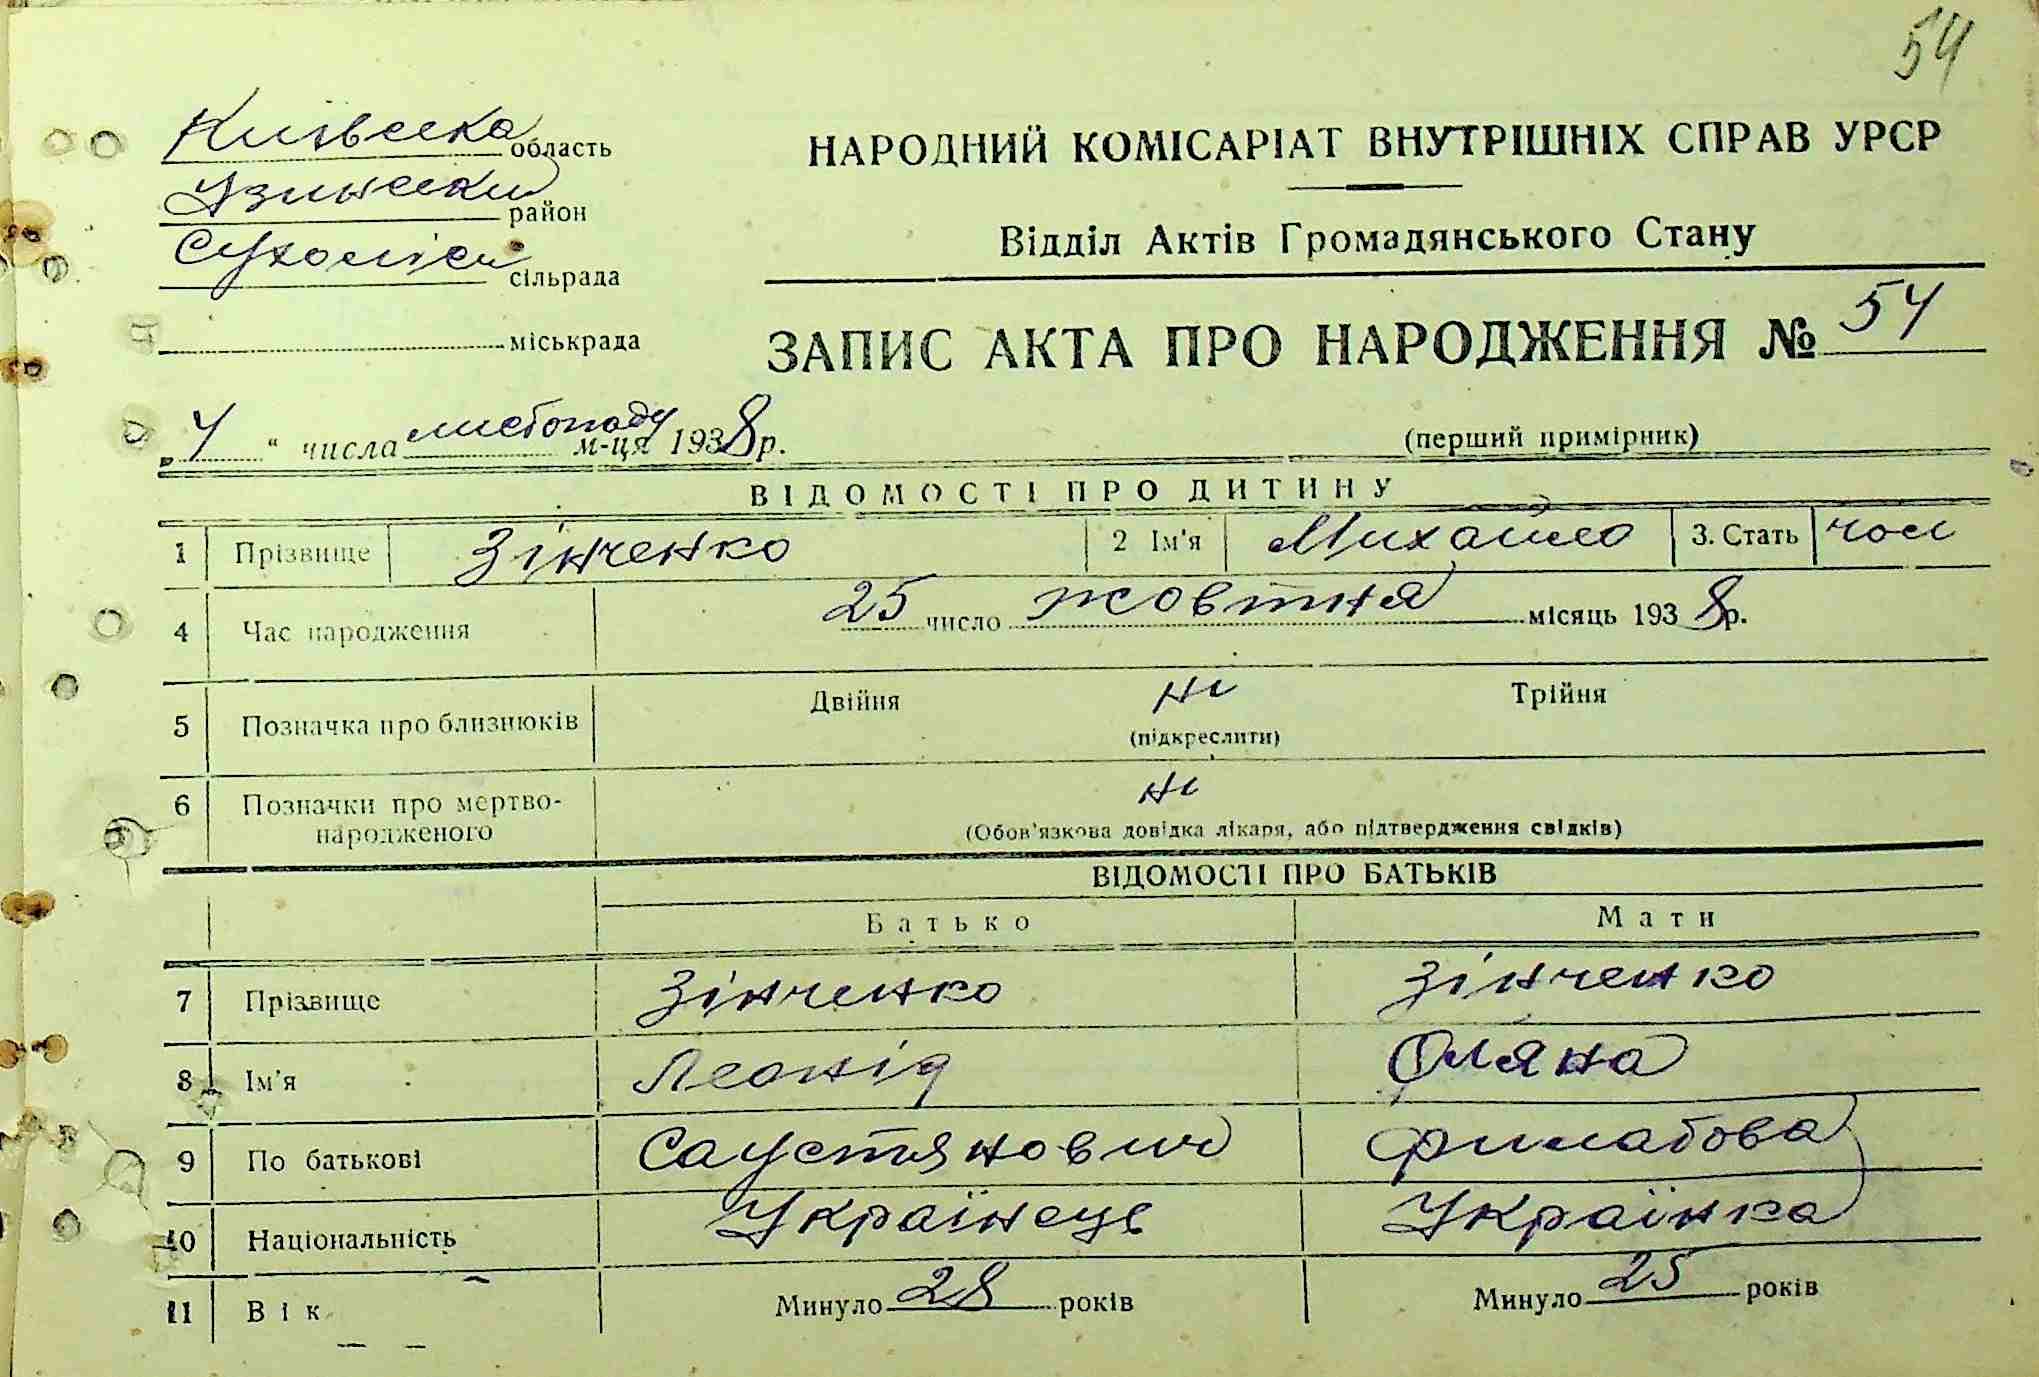 54
Київська область
Узинськи район
Сухоліси сільрада
міськрада
НАРОДНИЙ КОМІСАРІАТ ВНУТРІШНІХ СПРАВ УРСР
Відділ Актів Громадянського Стану
ЗАПИС АКТА ПРО НАРОДЖЕННЯ № 54
„ 4 “ числа листопаду м-ця 1938 р.
(перший примірник)
ВІДОМОСТІ ПРО ДИТИНУ
1 Прізвище Зінченко 2 Ім'я Михайло 3. Стать чол
4 Час народження 25 число жовтня місяць 1938 р.
5 Позначка про близнюків Двійня ні Трійня
(підкреслити)
6 Позначки про мертво-
народженого ні
(Обов'язкова довідка лікаря, або підтвердження свідків)
ВІДОМОСТІ ПРО БАТЬКІВ
Батько Мати
7 Прізвище Зінченко Зінченко
8 Ім'я Леонід Оляна
9 По батькові Саустянович Филатова
10 Національність Українець Українка
11 Вік Минуло 28 років Минуло 25 років